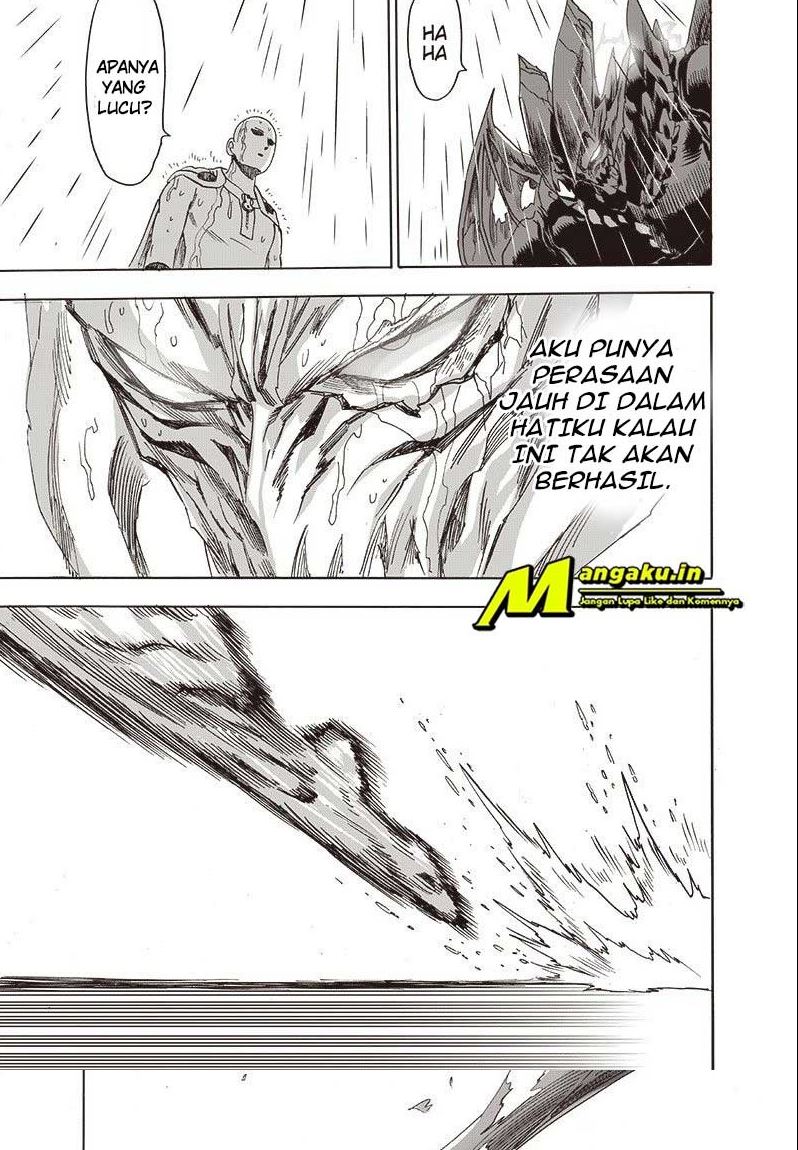 HA
HA
APANYA
YANG
LUCU?
AKU PUNYA
PERASAAN
JAUH DI DALAM
HATIKU KALAU
INI TAK AKAN
BERHASIL.
Mangaku.in
Jangan Lupa Like dan Komennya